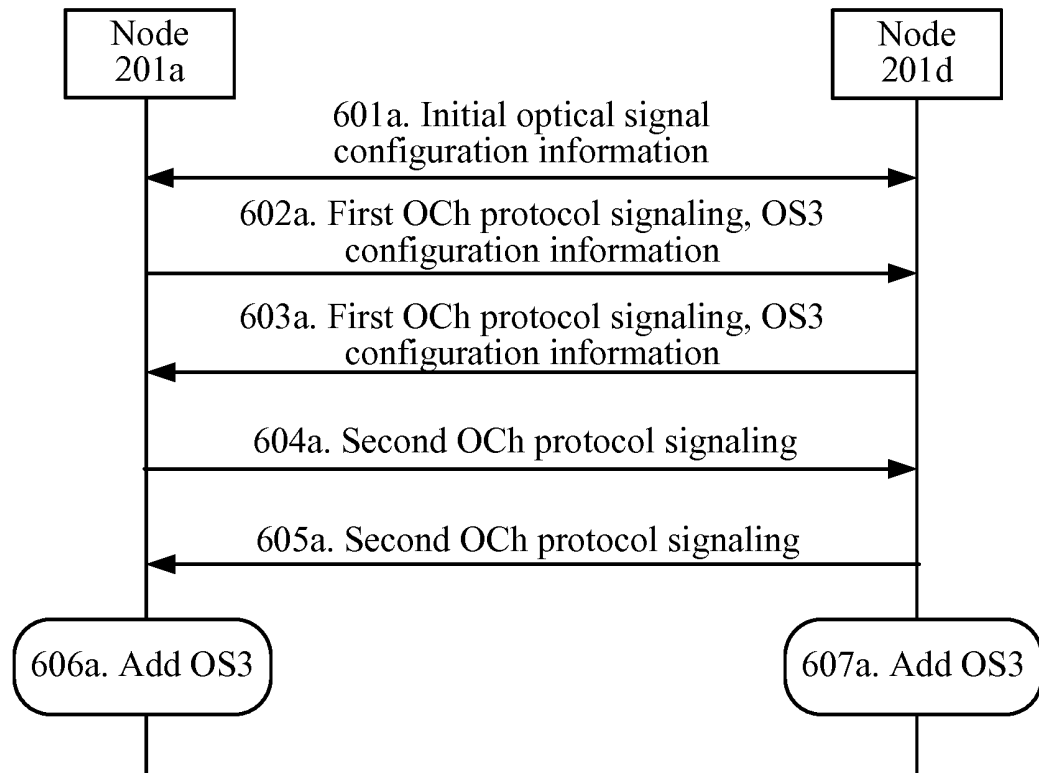 Node
201a
Node
201d
601a. Initial optical signal
configuration information
602a. First OCh protocol signaling, OS3
configuration information
603a. First OCh protocol signaling, OS3
configuration information
604a. Second OCh protocol signaling
605a. Second OCh protocol signaling
606a. Add OS3
607a. Add OS3